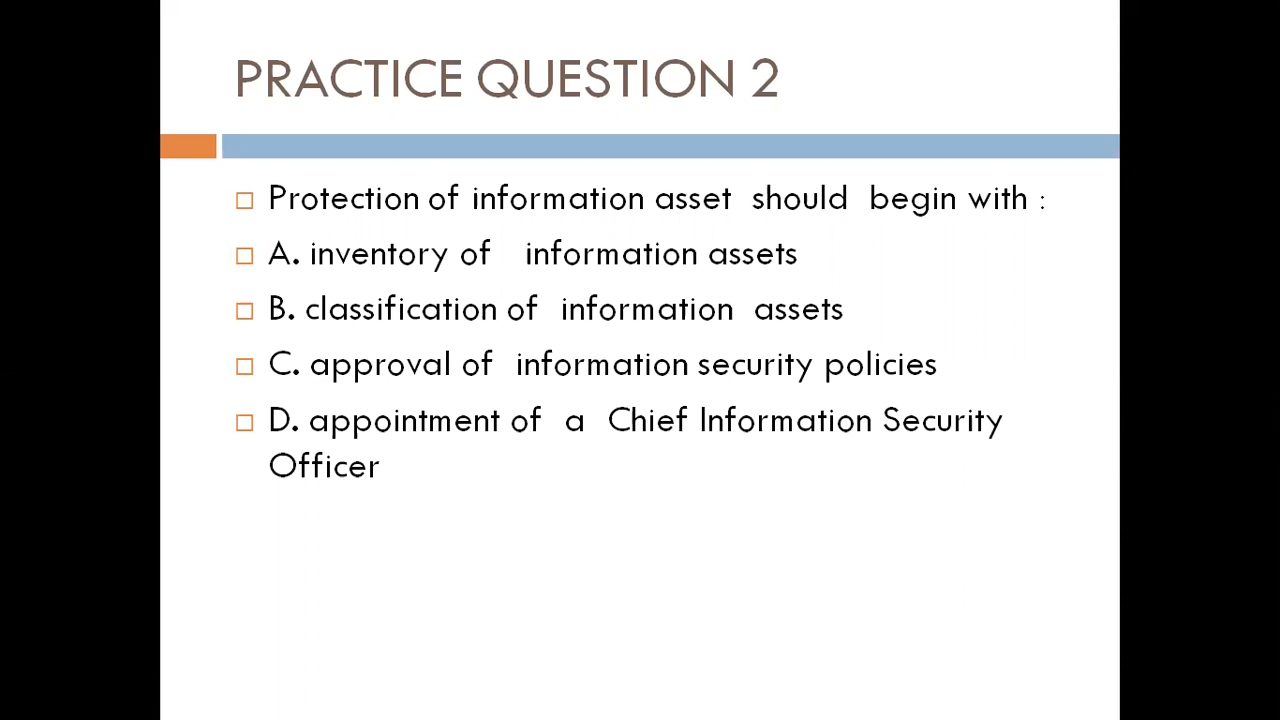 PRACTICE QUESTION 2
Protection of information asset should begin with :
A. inventory of information assets
B. classification of information assets
C. approval of information security policies
D. appointment of a Chief Information Security
Officer